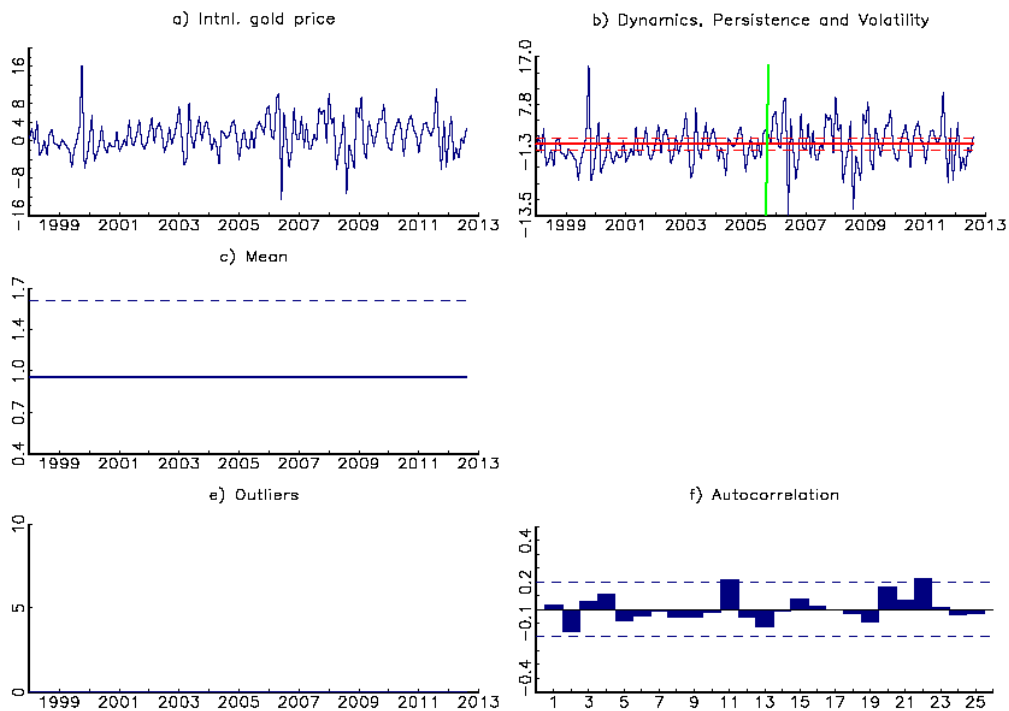 a) Intnl. gold price
16
8
4
0
-8
-16
1999 2001 2003 2005 2007 2009 2011 2013
b) Dynamics, Persistence and Volatility
17.0
7.8
-1.3
-13.5
1999 2001 2003 2005 2007 2009 2011 2013
c) Mean
1.7
1.4
1.0
0.7
0.4
1999 2001 2003 2005 2007 2009 2011 2013
e) Outliers
10
5
0
1999 2001 2003 2005 2007 2009 2011 2013
f) Autocorrelation
0.4
0.2
-0.1
-0.4
1 3 5 7 9 11 13 15 17 19 21 23 25